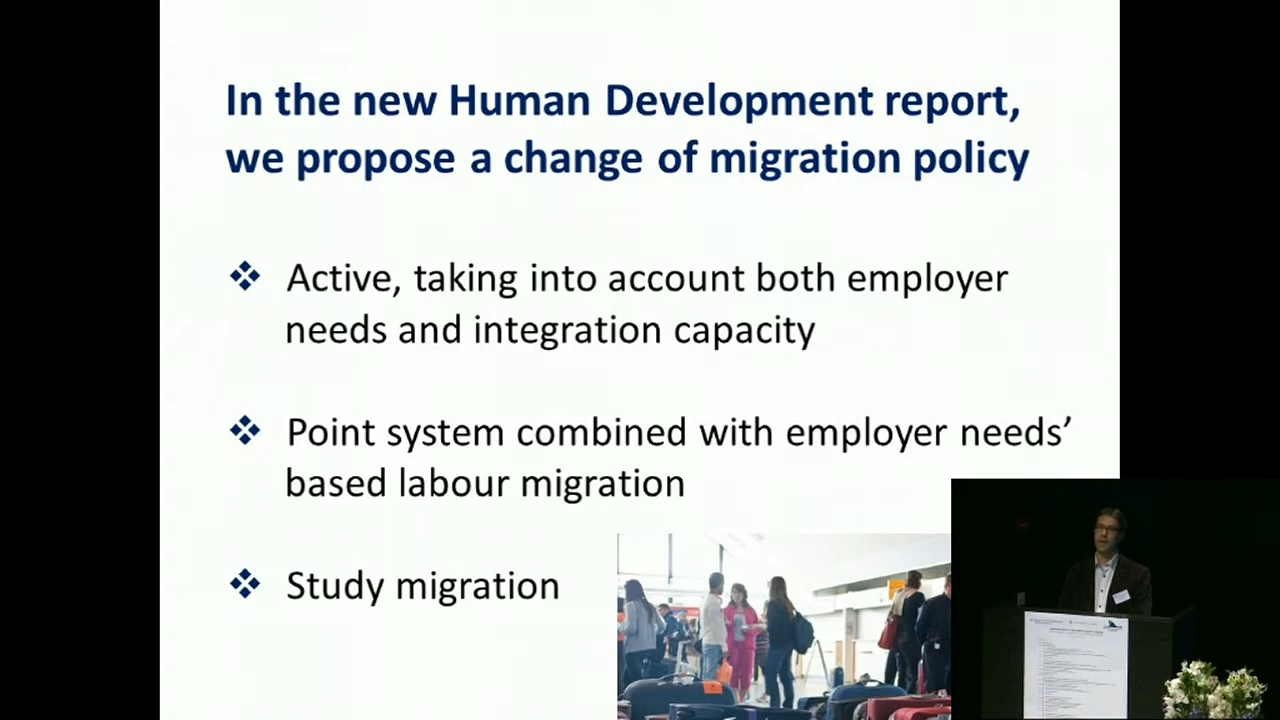 In the new Human Development report,
we propose a change of migration policy
Active, taking into account both employer
needs and integration capacity
Point system combined with employer needs’
based labour migration
Study migration